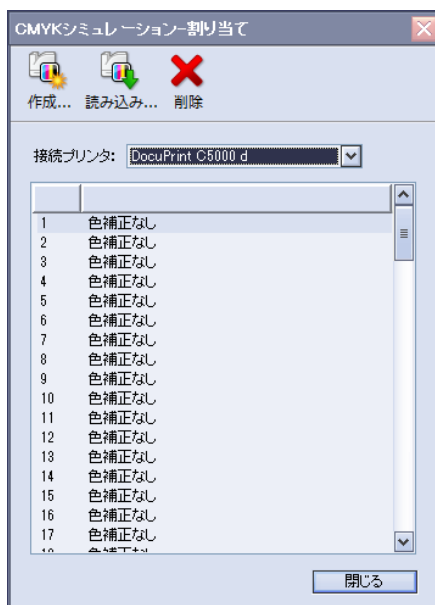 CMYKシミュレーション-割り当て
作成... 読み込み... 削除
接続プリンタ: DocuPrint C5000 d
1 色補正なし
2 色補正なし
3 色補正なし
4 色補正なし
5 色補正なし
6 色補正なし
7 色補正なし
8 色補正なし
9 色補正なし
10 色補正なし
11 色補正なし
12 色補正なし
13 色補正なし
14 色補正なし
15 色補正なし
16 色補正なし
17 色補正なし
閉じる